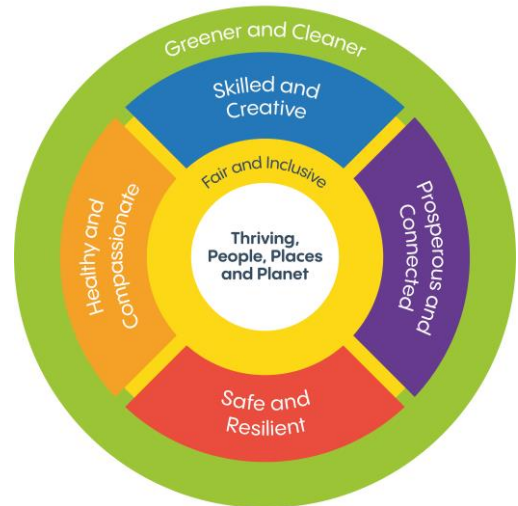 Greener and Cleaner
Skilled and
Creative
Fair and Inclusive
Healthy and
Compassionate
Thriving,
People, Places
and Planet
Prosperous and
Connected
Safe and
Resilient